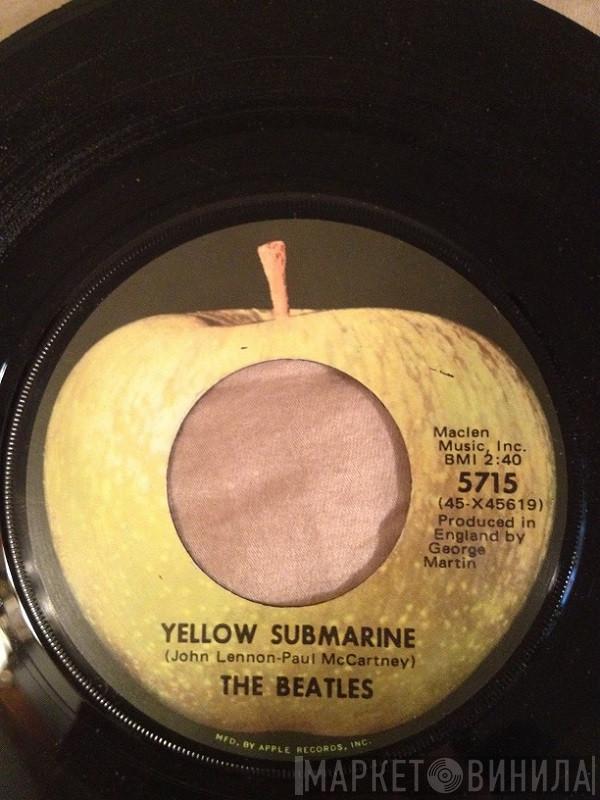 Maclen
Music, Inc.
BMI 2:40
5715
(45-X45619)
Produced in
England by
George
Martin
YELLOW SUBMARINE
(John Lennon-Paul McCartney)
THE BEATLES
MFD. BY APPLE RECORDS, INC.
МАРКЕТ ВИНИЛА